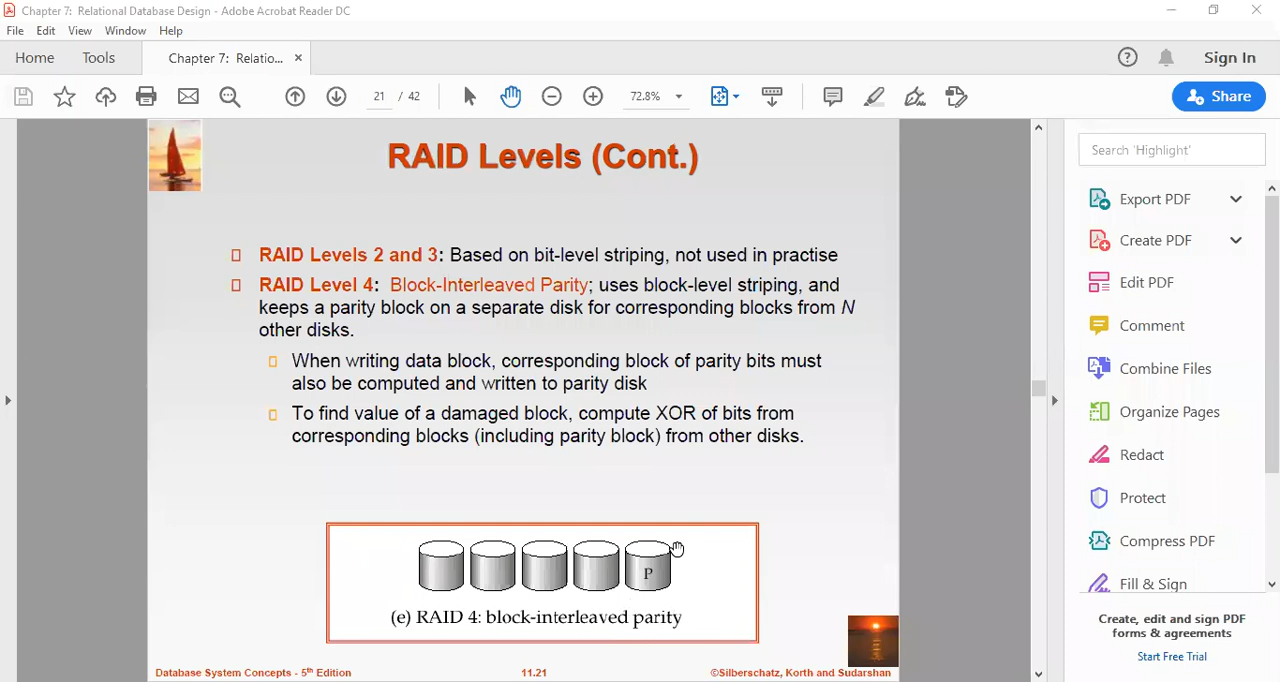 Chapter 7: Relational Database Design - Adobe Acrobat Reader DC
File Edit View Window Help
Home Tools Chapter 7: Relatio... × Sign In
21 / 42 72.8% Share
RAID Levels (Cont.)
RAID Levels 2 and 3: Based on bit-level striping, not used in practise
RAID Level 4: Block-Interleaved Parity; uses block-level striping, and
keeps a parity block on a separate disk for corresponding blocks from N
other disks.
When writing data block, corresponding block of parity bits must
also be computed and written to parity disk
To find value of a damaged block, compute XOR of bits from
corresponding blocks (including parity block) from other disks.
P
(e) RAID 4: block-interleaved parity
Database System Concepts - 5th Edition 11.21 ©Silberschatz, Korth and Sudarshan
Search 'Highlight'
Export PDF
Create PDF
Edit PDF
Comment
Combine Files
Organize Pages
Redact
Protect
Compress PDF
Fill & Sign
Create, edit and sign PDF
forms & agreements
Start Free Trial